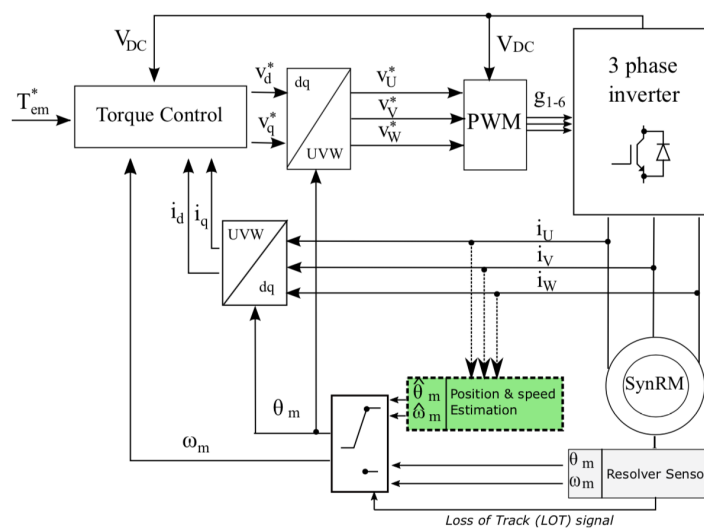 V_DC
V_DC
3 phase
inverter
T*_em
Torque Control
v*_d
v*_q
dq
UVW
v*_U
v*_V
v*_W
PWM
g_1-6
i_d
i_q
UVW
dq
i_U
i_V
i_W
SynRM
θ̂_m
ω̂_m
Position & speed
Estimation
θ_m
ω_m
θ_m
ω_m
Resolver Senso
Loss of Track (LOT) signal